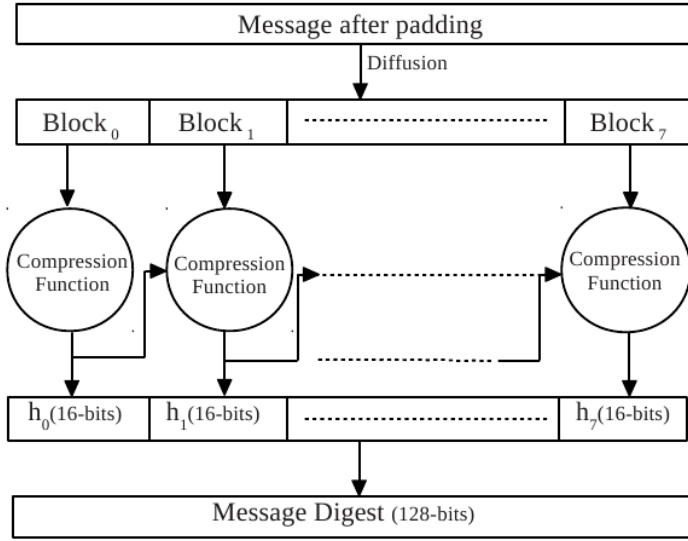 Message after padding
Diffusion
Block0 Block1 Block7
Compression Function Compression Function Compression Function
h0(16-bits) h1(16-bits) h7(16-bits)
Message Digest (128-bits)